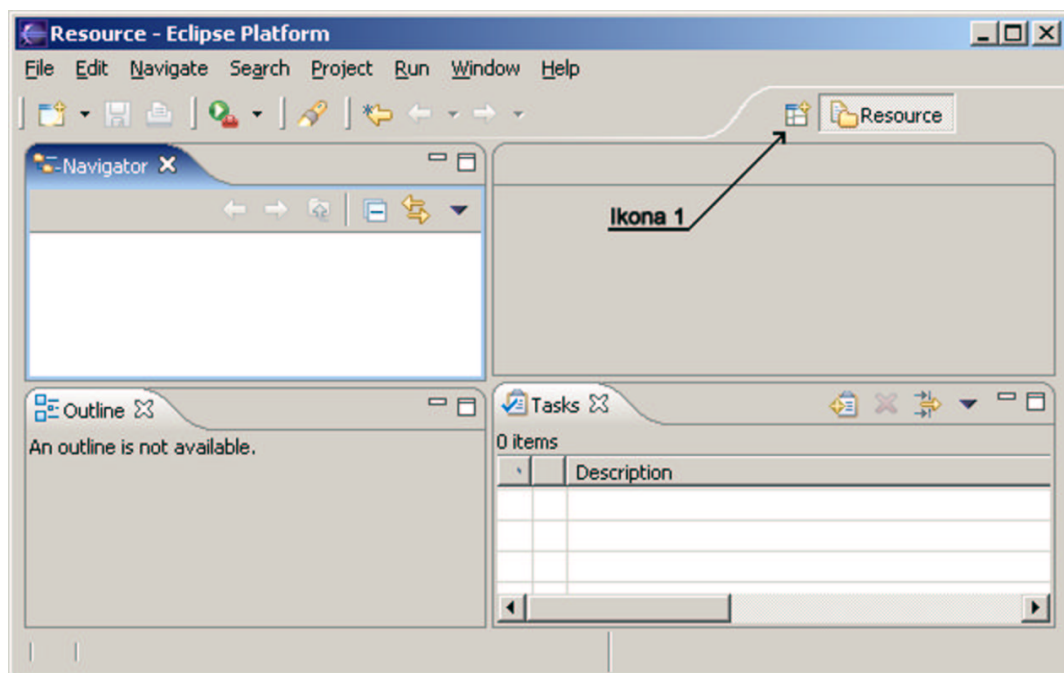 Resource - Eclipse Platform
File Edit Navigate Search Project Run Window Help
Resource
Navigator
Ikona 1
Outline
Tasks
An outline is not available.
0 items
Description